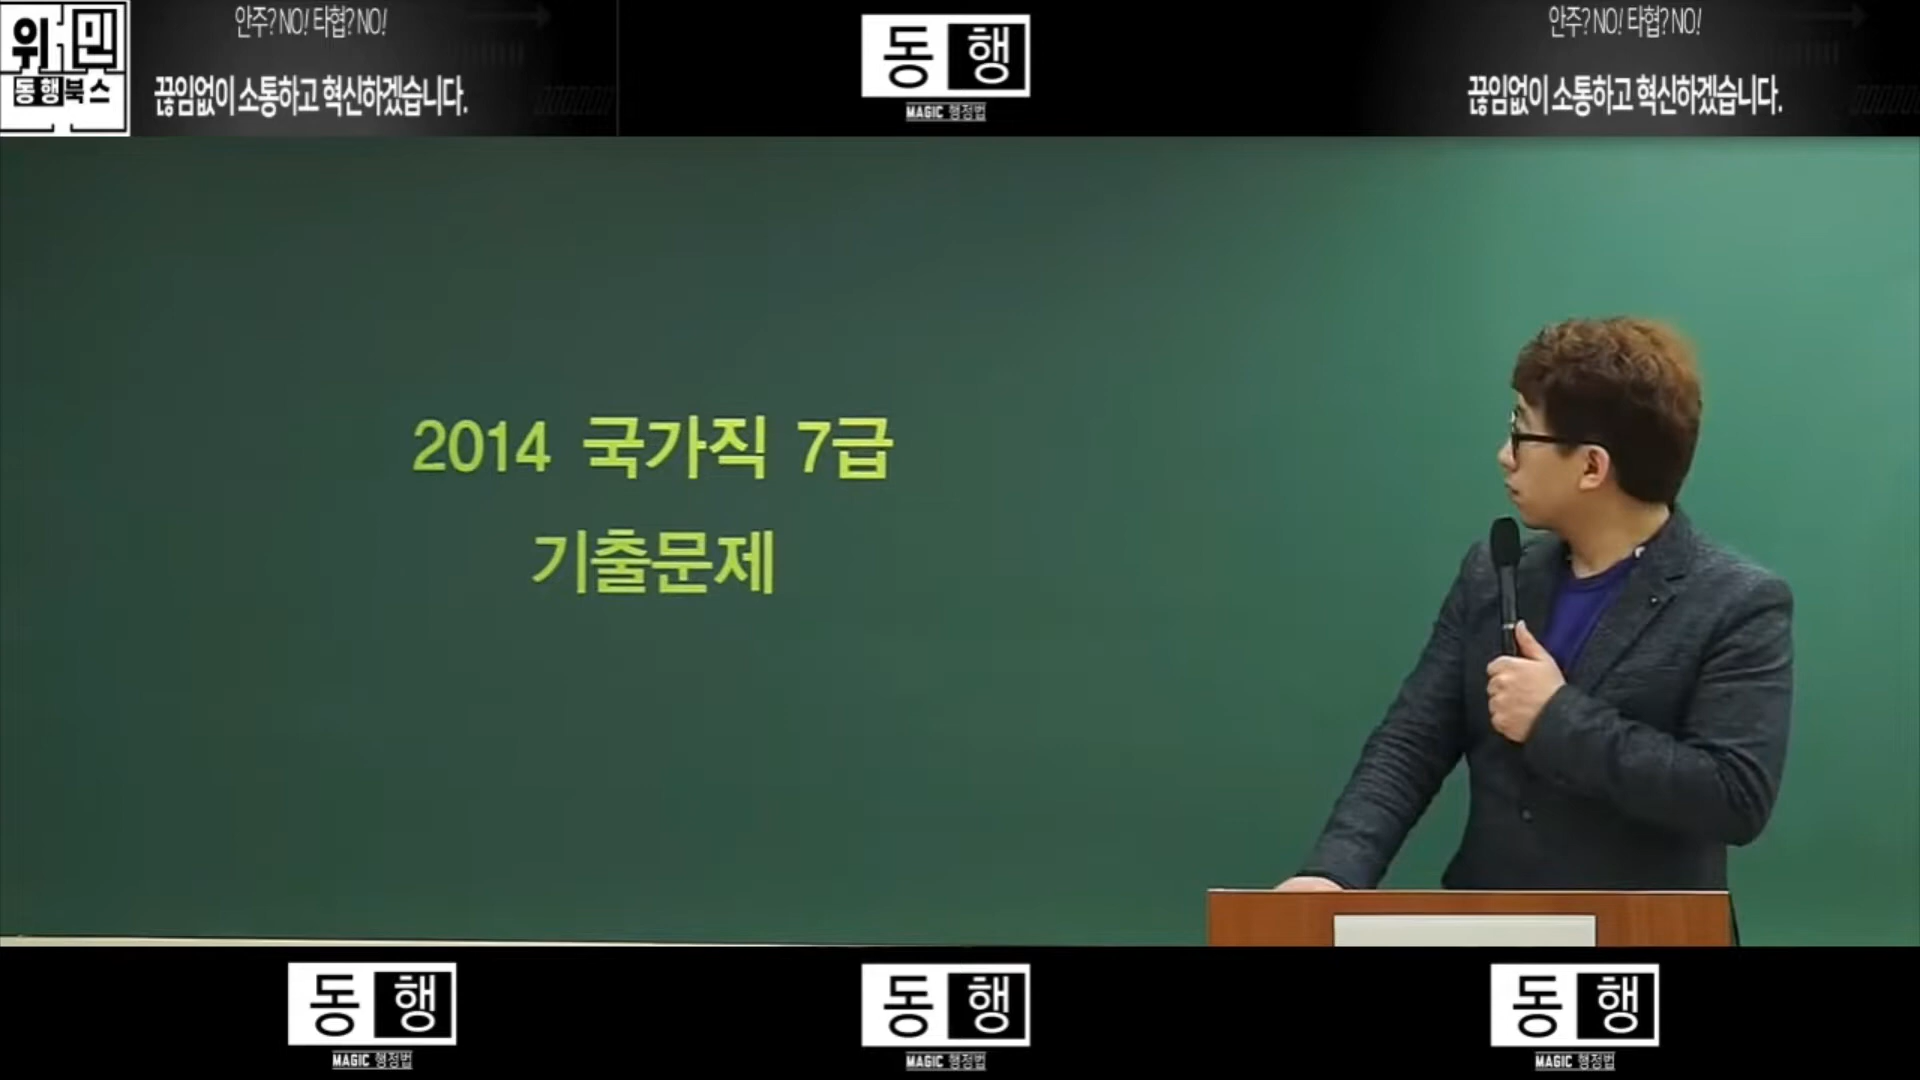 위민
동행북스
안주? NO! 타협? NO!
끊임없이 소통하고 혁신하겠습니다.
동행
MAGIC 행정법
안주? NO! 타협? NO!
끊임없이 소통하고 혁신하겠습니다.
2014 국가직 7급
기출문제
동행
MAGIC 행정법
동행
MAGIC 행정법
동행
MAGIC 행정법